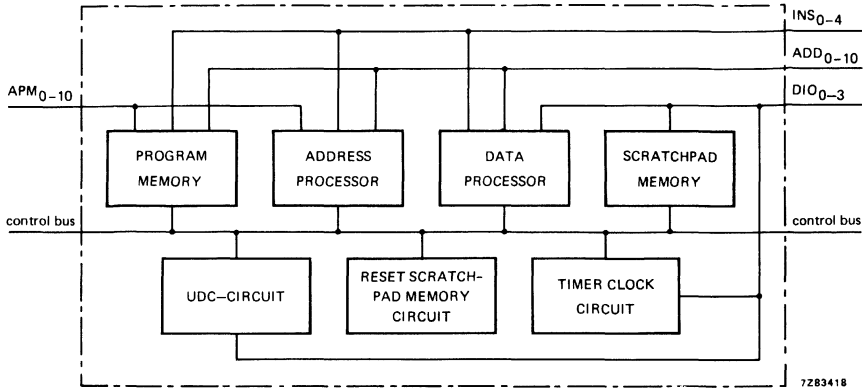 INS0-4
ADD0-10
APM0-10
DIO0-3
PROGRAM
MEMORY
ADDRESS
PROCESSOR
DATA
PROCESSOR
SCRATCHPAD
MEMORY
control bus
control bus
UDC-CIRCUIT
RESET SCRATCH-
PAD MEMORY
CIRCUIT
TIMER CLOCK
CIRCUIT
7Z83418